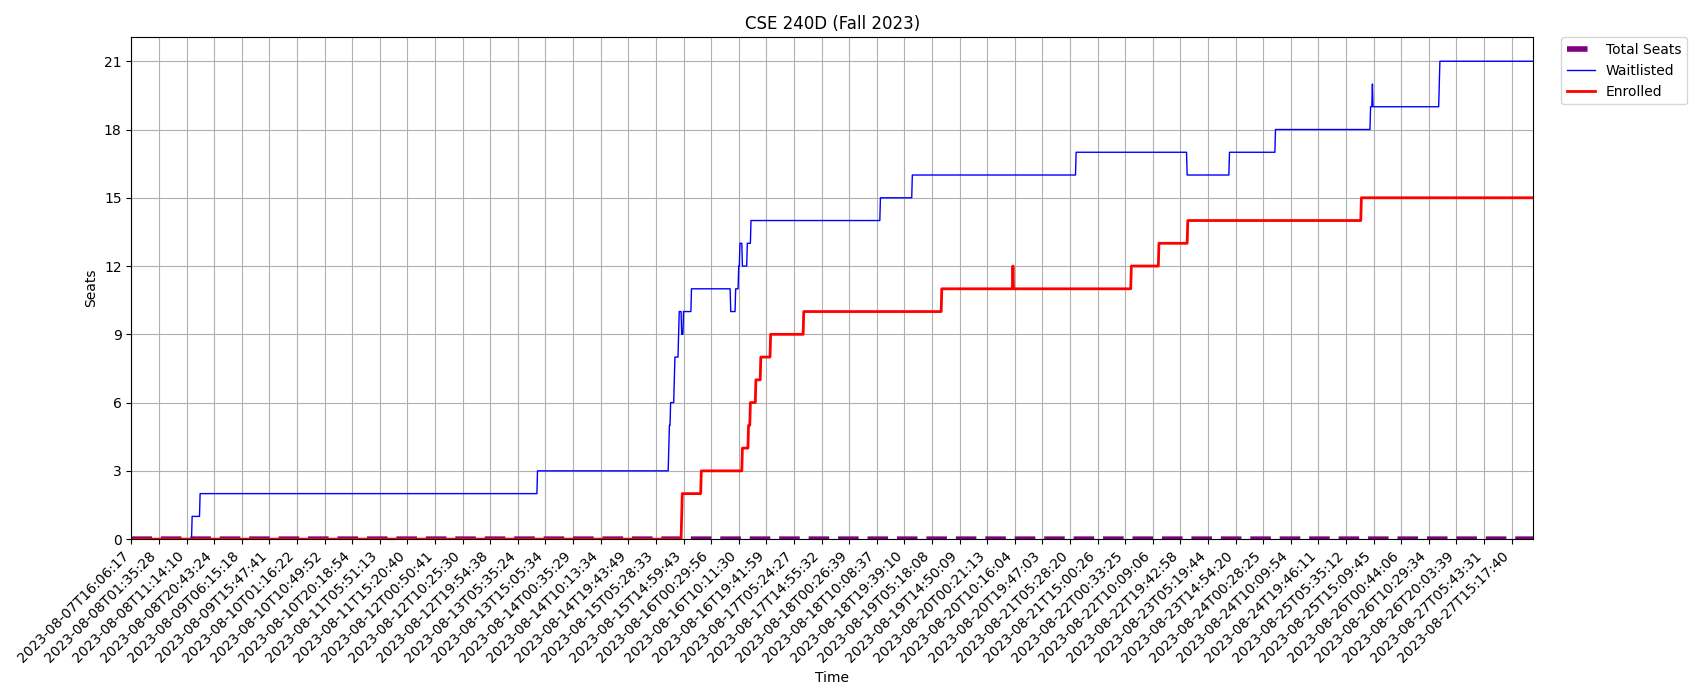 CSE 240D (Fall 2023)
Total Seats
Waitlisted
Enrolled
Seats
21
18
15
12
9
6
3
0
2023-08-07T16:06:17
2023-08-08T01:35:28
2023-08-08T11:14:10
2023-08-08T20:43:24
2023-08-09T06:15:18
2023-08-09T15:47:41
2023-08-10T01:16:22
2023-08-10T10:49:52
2023-08-10T20:18:54
2023-08-11T05:51:13
2023-08-11T15:20:40
2023-08-12T00:50:41
2023-08-12T10:25:30
2023-08-12T19:54:38
2023-08-13T05:35:24
2023-08-13T15:05:34
2023-08-14T00:35:29
2023-08-14T10:13:34
2023-08-14T19:43:49
2023-08-15T05:28:33
2023-08-15T14:59:43
2023-08-16T00:29:56
2023-08-16T10:11:30
2023-08-16T19:41:59
2023-08-17T05:24:27
2023-08-17T14:55:32
2023-08-18T00:26:39
2023-08-18T10:08:37
2023-08-18T19:39:10
2023-08-19T05:18:08
2023-08-19T14:50:09
2023-08-20T00:21:13
2023-08-20T10:16:04
2023-08-20T19:47:03
2023-08-21T05:28:20
2023-08-21T15:00:26
2023-08-22T00:33:25
2023-08-22T10:09:06
2023-08-22T19:42:58
2023-08-23T05:19:44
2023-08-23T14:54:20
2023-08-24T00:28:25
2023-08-24T10:09:54
2023-08-24T19:46:11
2023-08-25T05:35:12
2023-08-25T15:09:45
2023-08-26T00:44:06
2023-08-26T10:29:34
2023-08-26T20:03:39
2023-08-27T05:43:31
2023-08-27T15:17:40
Time